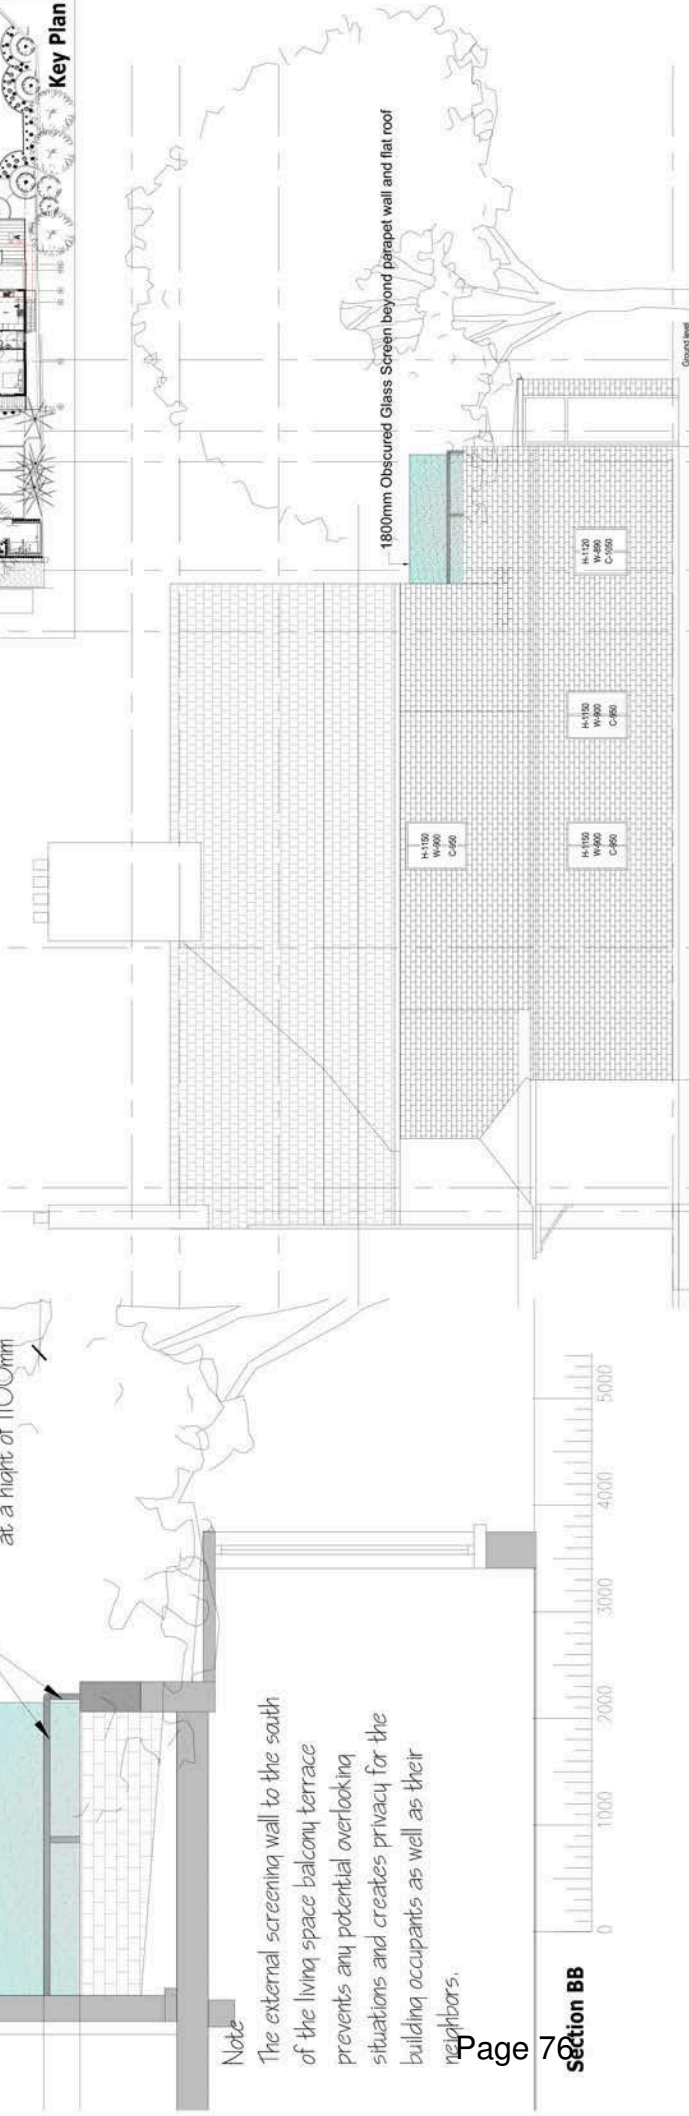 Key Plan
1800mm Obscured Glass Screen beyond parapet wall and flat roof
H-1150
W-900
C-950
H-1150
W-900
C-950
H-1150
W-900
C-950
H-1120
W-890
C-1050
Ground level
at a hight of 1100mm
Note
The external screening wall to the south
of the living space balcony terrace
prevents any potential overlooking
situations and creates privacy for the
building occupants as well as their
neighbors.
0 1000 2000 3000 4000 5000
Section BB
Page 76